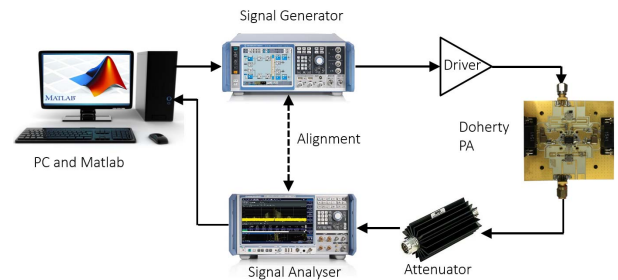 Signal Generator
MATLAB
Driver
Doherty
PA
Alignment
PC and Matlab
Attenuator
Signal Analyser